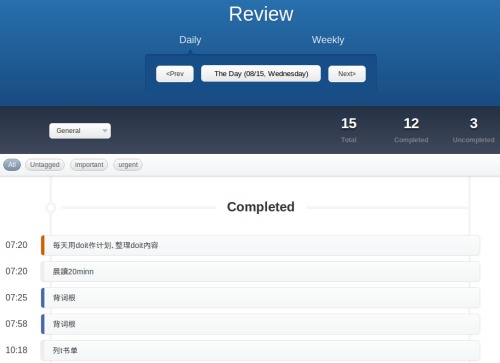 Review
Daily Weekly
<Prev The Day (08/15, Wednesday) Next>
General
15 12 3
Total Completed Uncompleted
All Untagged important urgent
Completed
07:20 每天用doit作计划,整理doit内容
07:20 晨讀20minn
07:25 背词根
07:58 背词根
10:18 列书单